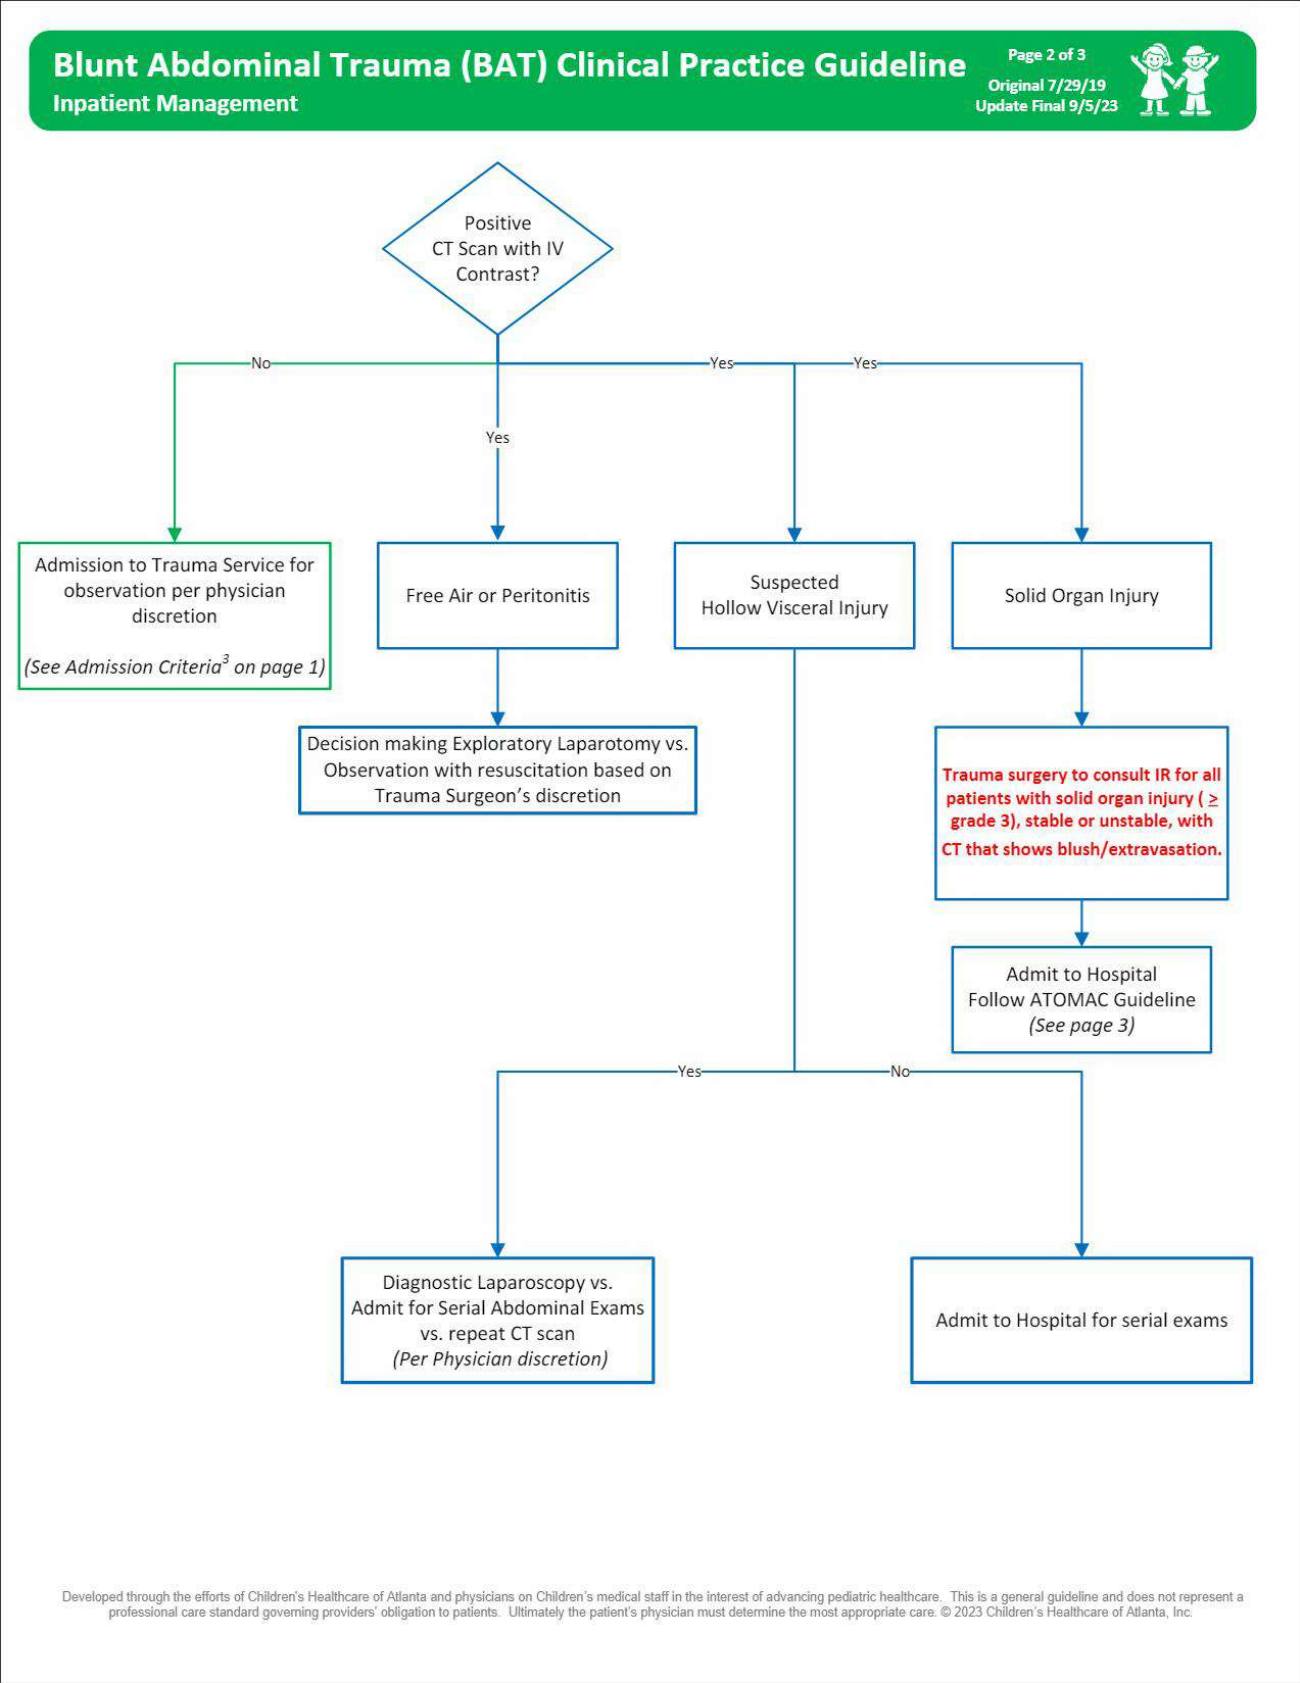 Blunt Abdominal Trauma (BAT) Clinical Practice Guideline
Inpatient Management
Page 2 of 3
Original 7/29/19
Update Final 9/5/23
Positive
CT Scan with IV
Contrast?
No
Yes
Yes
Yes
Admission to Trauma Service for
observation per physician
discretion
(See Admission Criteria³ on page 1)
Free Air or Peritonitis
Suspected
Hollow Visceral Injury
Solid Organ Injury
Decision making Exploratory Laparotomy vs.
Observation with resuscitation based on
Trauma Surgeon's discretion
Trauma surgery to consult IR for all
patients with solid organ injury ( ≥
grade 3), stable or unstable, with
CT that shows blush/extravasation.
Admit to Hospital
Follow ATOMAC Guideline
(See page 3)
Yes
No
Diagnostic Laparoscopy vs.
Admit for Serial Abdominal Exams
vs. repeat CT scan
(Per Physician discretion)
Admit to Hospital for serial exams
Developed through the efforts of Children's Healthcare of Atlanta and physicians on Children's medical staff in the interest of advancing pediatric healthcare. This is a general guideline and does not represent a
professional care standard governing providers' obligation to patients. Ultimately the patient's physician must determine the most appropriate care. © 2023 Children's Healthcare of Atlanta, Inc.